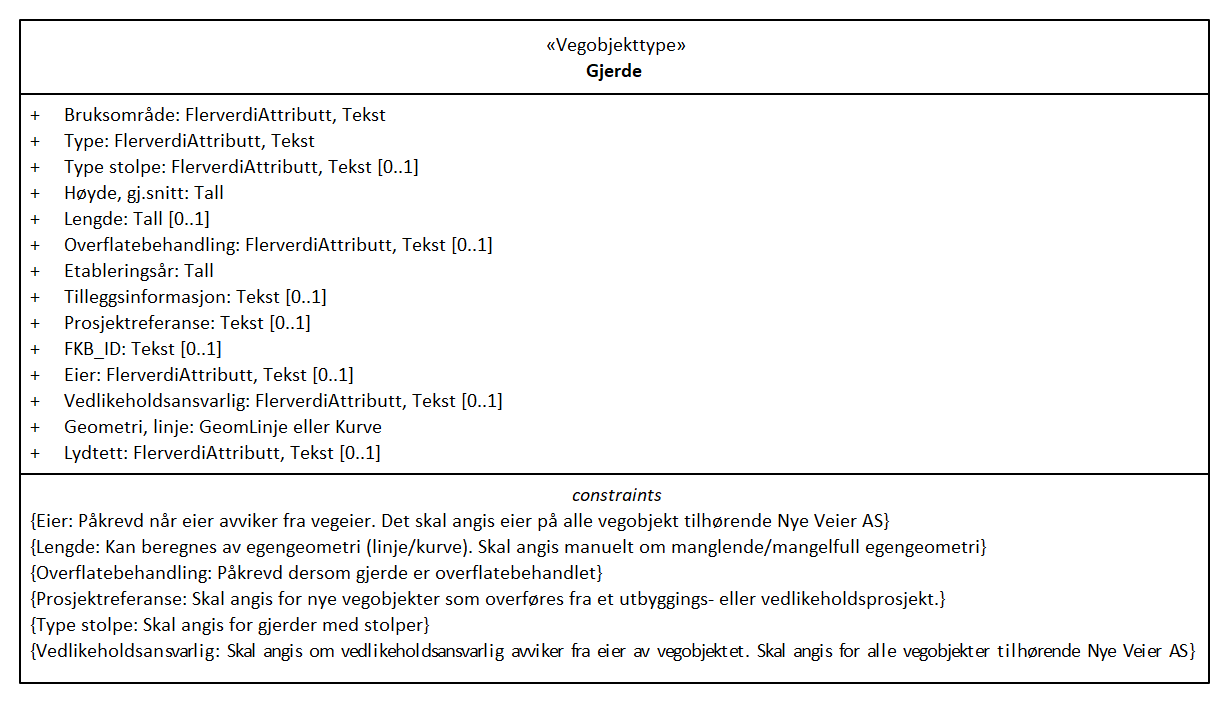 «Vegobjekttype»
Gjerde
+ Bruksområde: FlerverdiAttributt, Tekst
+ Type: FlerverdiAttributt, Tekst
+ Type stolpe: FlerverdiAttributt, Tekst [0..1]
+ Høyde, gj.snitt: Tall
+ Lengde: Tall [0..1]
+ Overflatebehandling: FlerverdiAttributt, Tekst [0..1]
+ Etableringsår: Tall
+ Tilleggsinformasjon: Tekst [0..1]
+ Prosjektreferanse: Tekst [0..1]
+ FKB_ID: Tekst [0..1]
+ Eier: FlerverdiAttributt, Tekst [0..1]
+ Vedlikeholdsansvarlig: FlerverdiAttributt, Tekst [0..1]
+ Geometri, linje: GeomLinje eller Kurve
+ Lydtett: FlerverdiAttributt, Tekst [0..1]
constraints
{Eier: Påkrevd når eier avviker fra vegeier. Det skal angis eier på alle vegobjekt tilhørende Nye Veier AS}
{Lengde: Kan beregnes av egengeometri (linje/kurve). Skal angis manuelt om manglende/mangelfull egengeometri}
{Overflatebehandling: Påkrevd dersom gjerde er overflatebehandlet}
{Prosjektreferanse: Skal angis for nye vegobjekter som overføres fra et utbyggings- eller vedlikeholdsprosjekt.}
{Type stolpe: Skal angis for gjerder med stolper}
{Vedlikeholdsansvarlig: Skal angis om vedlikeholdsansvarlig avviker fra eier av vegobjektet. Skal angis for alle vegobjekter tilhørende Nye Veier AS}